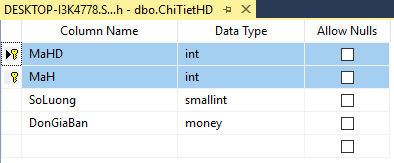 DESKTOP-I3K4778.S...h - dbo.ChiTietHD
Column Name Data Type Allow Nulls
MaHD int
MaH int
SoLuong smallint
DonGiaBan money